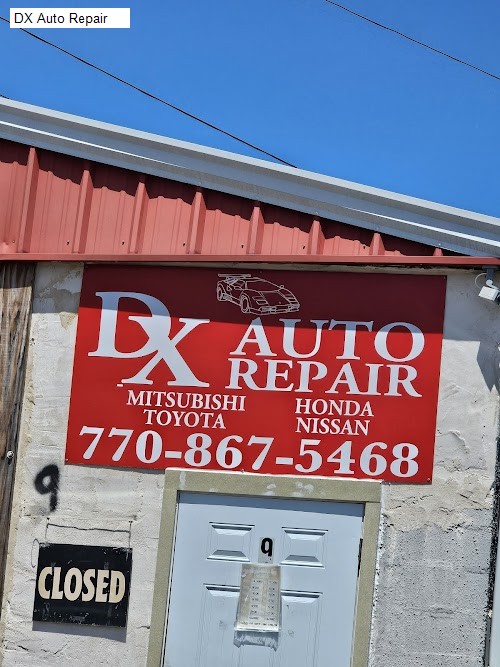 DX Auto Repair
DX AUTO
REPAIR
MITSUBISHI HONDA
TOYOTA NISSAN
770-867-5468
9
9
CLOSED